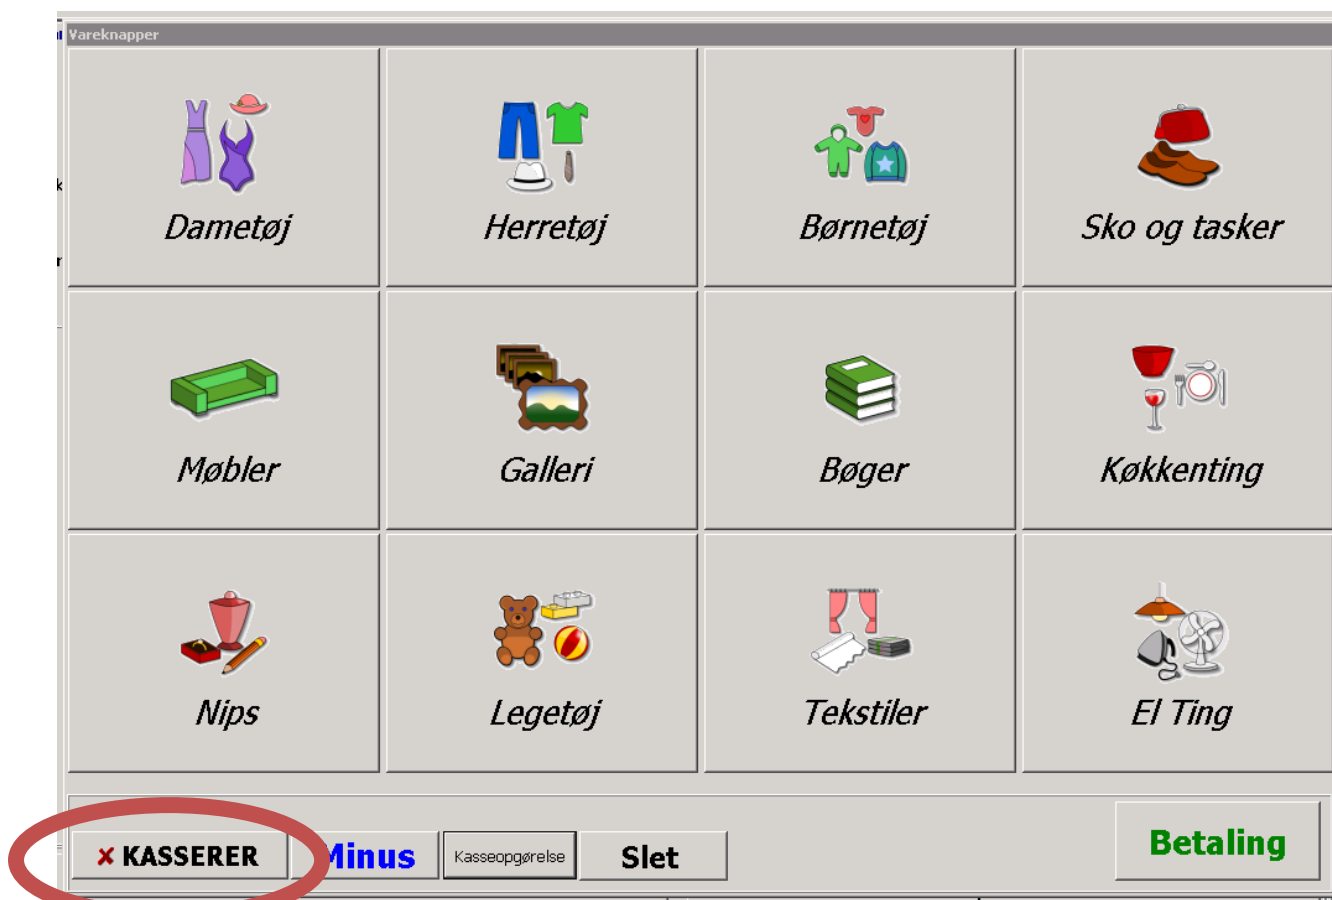 Vareknapper
Dametøj
Herretøj
Børnetøj
Sko og tasker
Møbler
Galleri
Bøger
Køkkenting
Nips
Legetøj
Tekstiler
El Ting
Betaling
✗ KASSERER
Minus
Kasseopgørelse
Slet